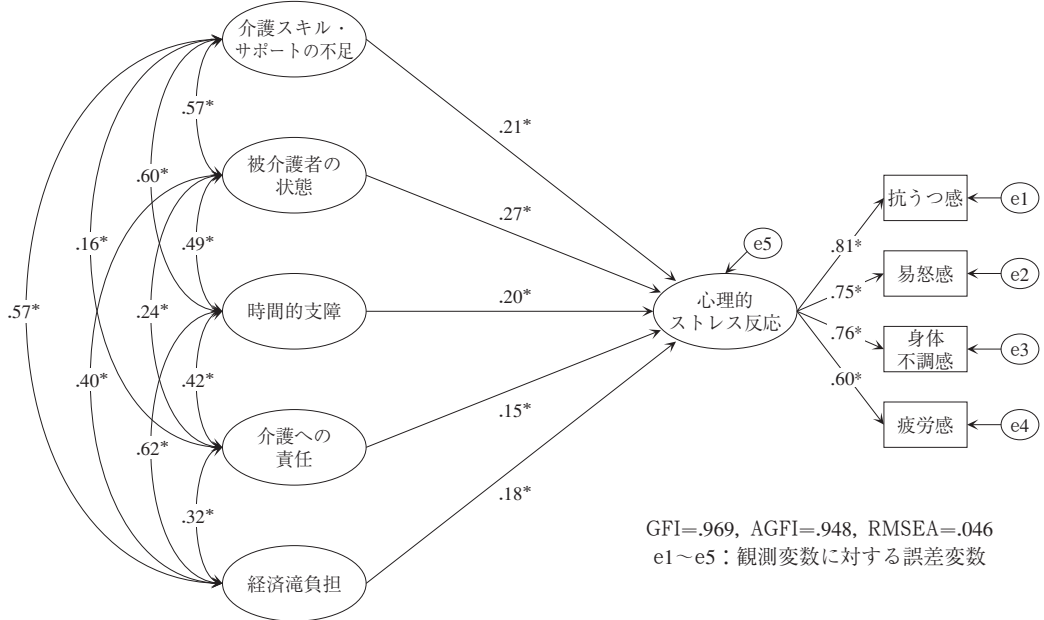 介護スキル・
サポートの不足
.57*
.21*
被介護者の
状態
.60*
.27*
抗うつ感
e1
.16*
.49*
e5
.81*
易怒感
e2
.75*
.57*
.24*
時間的支障
.20*
心理的
ストレス反応
.76*
身体
不調感
e3
.40*
.42*
.60*
.15*
疲労感
e4
.62*
介護への
責任
.18*
.32*
GFI=.969, AGFI=.948, RMSEA=.046
e1～e5：観測変数に対する誤差変数
経済滝負担